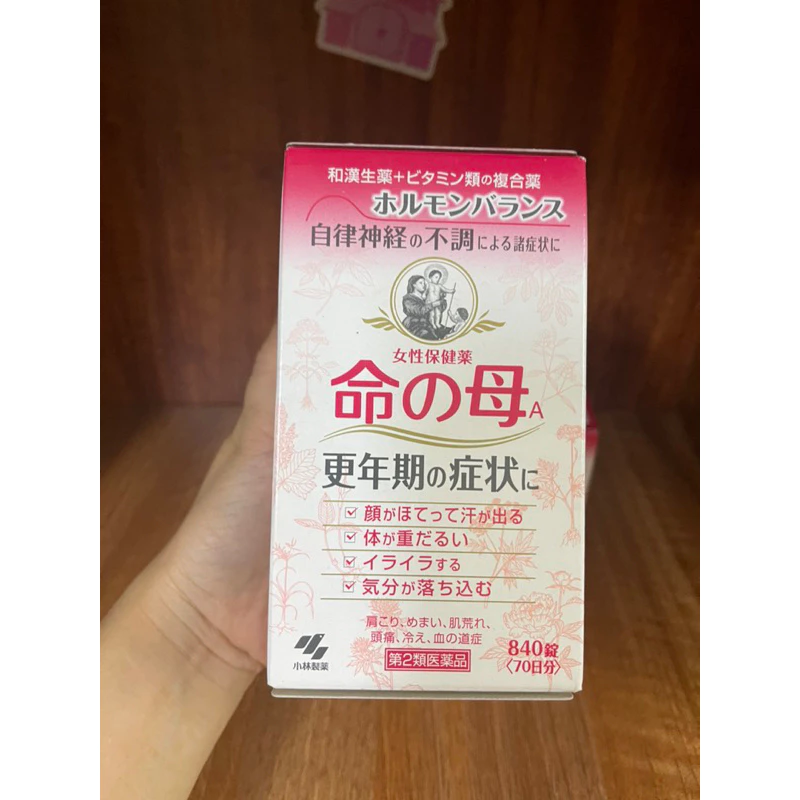 和漢生薬+ビタミン類の複合薬
ホルモンバランス
自律神経の不調による諸症状に
女性保健薬
命の母A
更年期の症状に
顔がほてって汗が出る
体が重だるい
イライラする
気分が落ち込む
肩こり、めまい、肌荒れ、
頭痛、冷え、血の道症
第2類医薬品
840錠
〈70日分〉
小林製薬